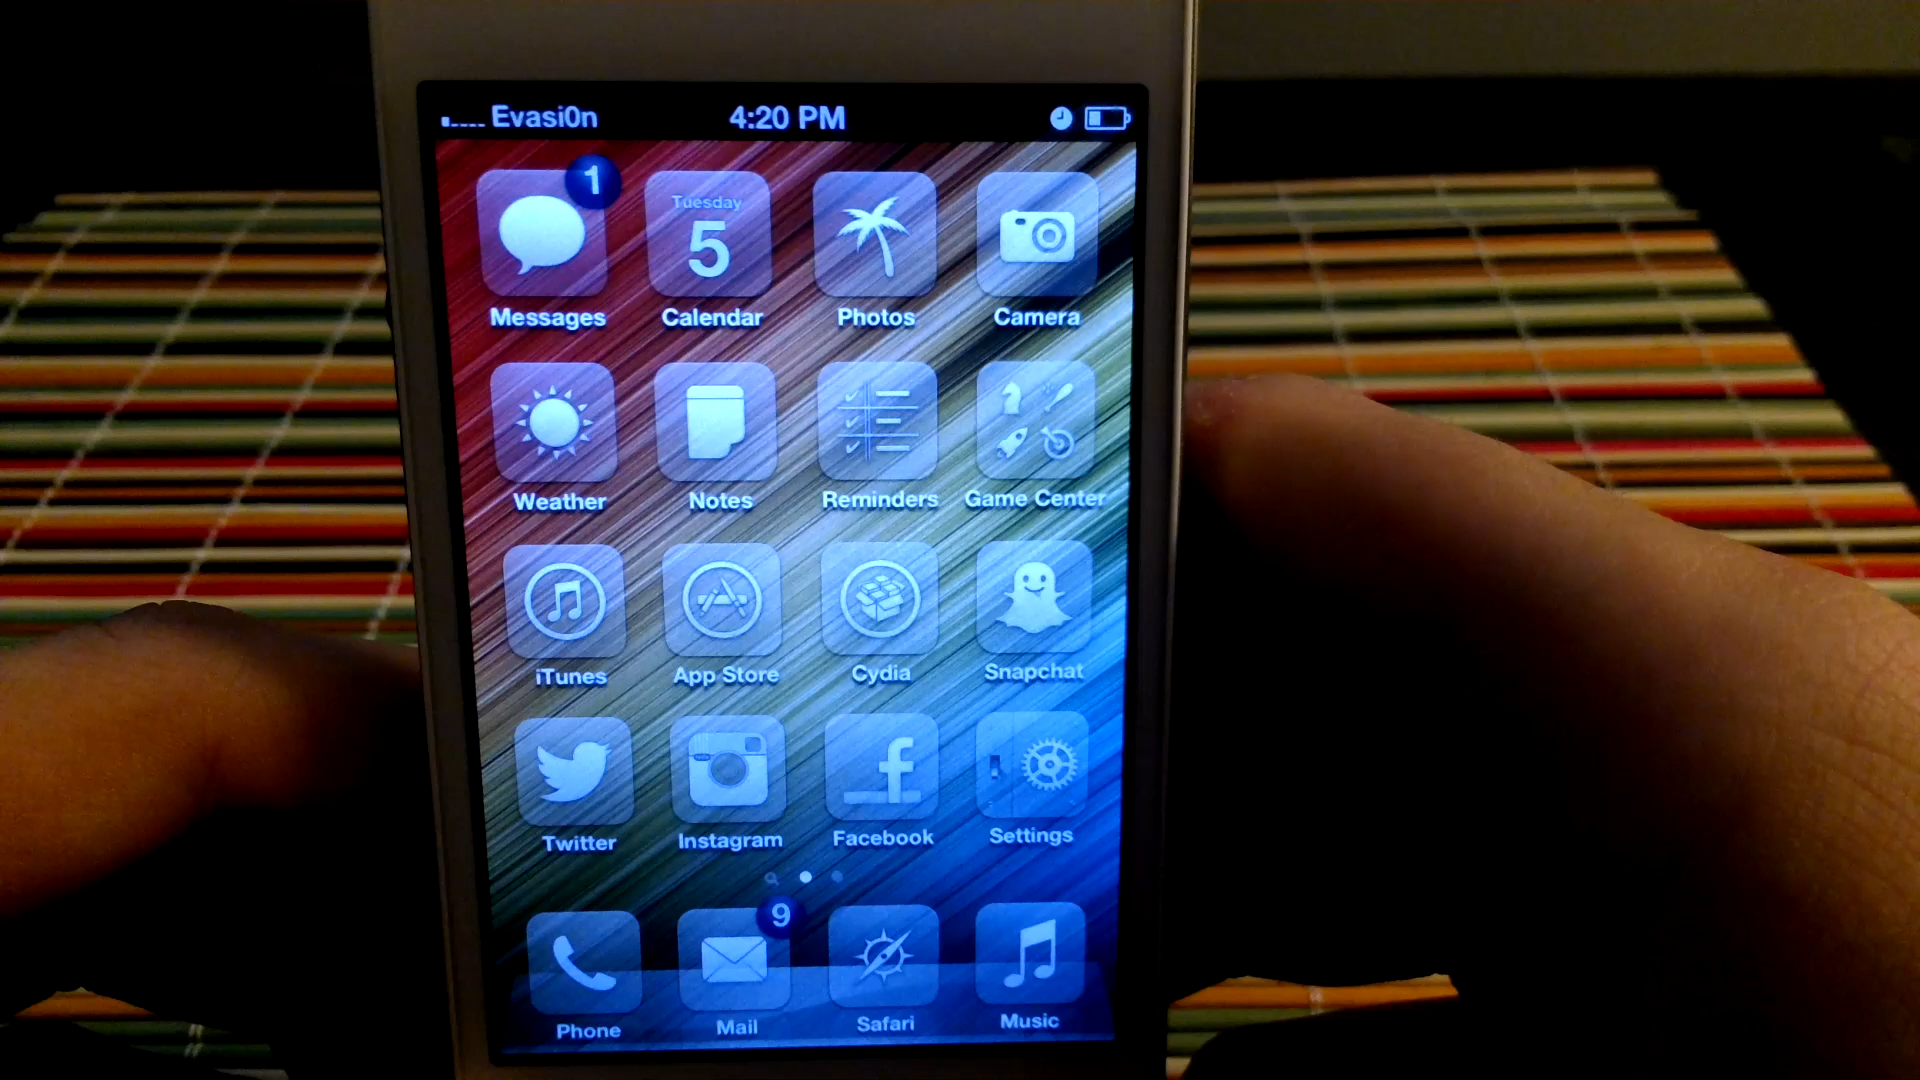 Evasi0n 4:20 PM
1
Tuesday
5
Messages Calendar Photos Camera
Weather Notes Reminders Game Center
iTunes App Store Cydia Snapchat
f
Twitter Instagram Facebook Settings
9
Phone Mail Safari Music